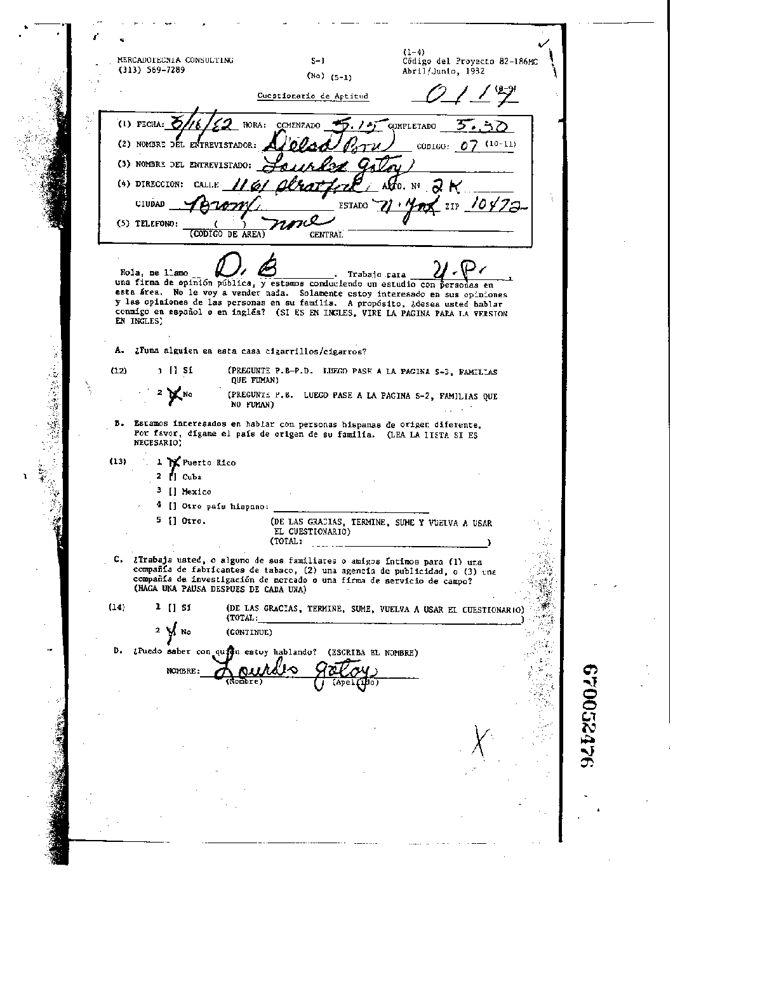 MERCADOTECNIA CONSULTING
(313) 569-7289
S-1
(No) (5-1)
(1-4)
Código del Proyecto 82-186MC
Abril/Junio, 1982
Cuestionario de Aptitud
0117 (8-9)
(1) FECHA: 5/16/82 HORA: COMENZADO 5.15 COMPLETADO 5.30
(2) NOMBRE DEL ENTREVISTADOR: CODIGO: 07 (10-11)
(3) NOMBRE DEL ENTREVISTADO: Lourdes Gatoy
(4) DIRECCION: CALLE 1161 Stratford APTO. Nº 2K
CIUDAD Bronx ESTADO N. York ZIP 10472
(5) TELEFONO: ( ) none
(CODIGO DE AREA) CENTRAL
Hola, me llamo D. B. Trabajo para U.P.,
una firma de opinión pública, y estamos conduciendo un estudio con personas en
esta área. No le voy a vender nada. Solamente estoy interesado en sus opiniones
y las opiniones de las personas en su familia. A propósito, ¿desea usted hablar
conmigo en español o en inglés? (SI ES EN INGLES, VIRE LA PAGINA PARA LA VERSION
EN INGLES)
A. ¿Fuma alguien en esta casa cigarrillos/cigarros?
(12) 1 [] Sí (PREGUNTE P.B-P.D. LUEGO PASE A LA PAGINA S-3, FAMILIAS
QUE FUMAN)
2 [X] No (PREGUNTE P.B. LUEGO PASE A LA PAGINA S-2, FAMILIAS QUE
NO FUMAN)
B. Estamos interesados en hablar con personas hispanas de origen diferente.
Por favor, dígame el país de origen de su familia. (LEA LA LISTA SI ES
NECESARIO)
(13) 1 [X] Puerto Rico
2 [] Cuba
3 [] Mexico
4 [] Otro país hispano:
5 [] Otro. (DE LAS GRACIAS, TERMINE, SUME Y VUELVA A USAR
EL CUESTIONARIO)
(TOTAL: )
C. ¿Trabaja usted, o alguno de sus familiares o amigos íntimos para (1) una
compañía de fabricantes de tabaco, (2) una agencia de publicidad, o (3) una
compañía de investigación de mercado o una firma de servicio de campo?
(HAGA UNA PAUSA DESPUES DE CADA UNA)
(14) 1 [] Sí (DE LAS GRACIAS, TERMINE, SUME, VUELVA A USAR EL CUESTIONARIO)
(TOTAL: )
2 [X] No (CONTINUE)
D. ¿Puedo saber con quién estoy hablando? (ESCRIBA EL NOMBRE)
NOMBRE: Lourdes Gatoy
(Nombre) (Apellido)
X
670052476